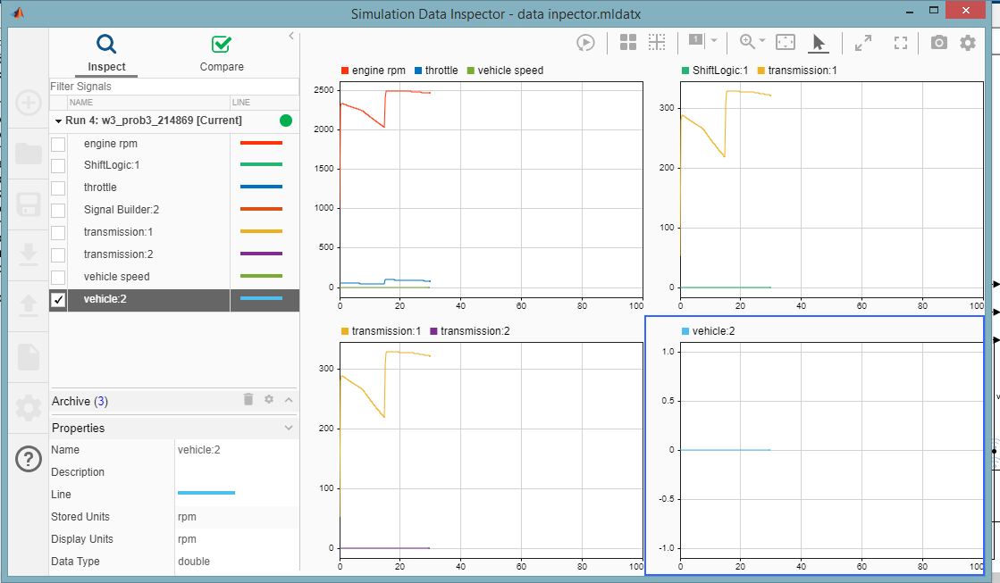 Simulation Data Inspector - data inpector.mldatx
Inspect
Compare
Filter Signals
NAME
LINE
Run 4: w3_prob3_214869 [Current]
engine rpm
ShiftLogic:1
throttle
Signal Builder:2
transmission:1
transmission:2
vehicle speed
vehicle:2
Archive (3)
Properties
Name vehicle:2
Description
Line
Stored Units rpm
Display Units rpm
Data Type double
1
engine rpm throttle vehicle speed
2500
2000
1500
1000
500
0
0 20 40 60 80 100
ShiftLogic:1 transmission:1
300
200
100
0
0 20 40 60 80 100
transmission:1 transmission:2
300
200
100
0
0 20 40 60 80 100
vehicle:2
1.0
0.5
0
-0.5
-1.0
0 20 40 60 80 100